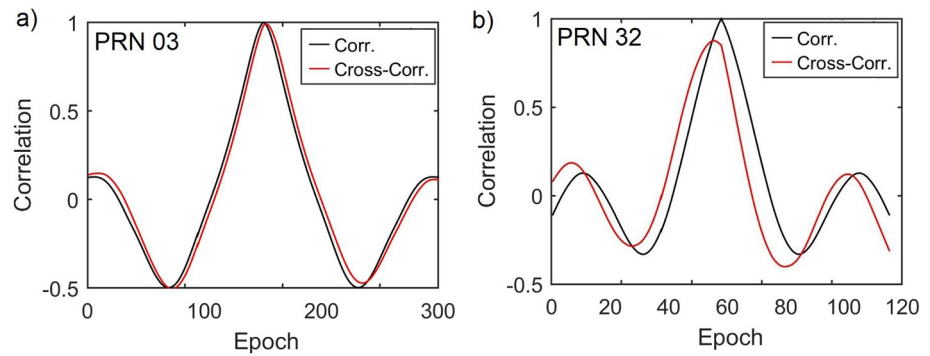 a)
PRN 03
Corr.
Cross-Corr.
Correlation
1
0.5
0
-0.5
0 100 200 300
Epoch
b)
PRN 32
Corr.
Cross-Corr.
Correlation
1
0.5
0
-0.5
0 20 40 60 80 100 120
Epoch